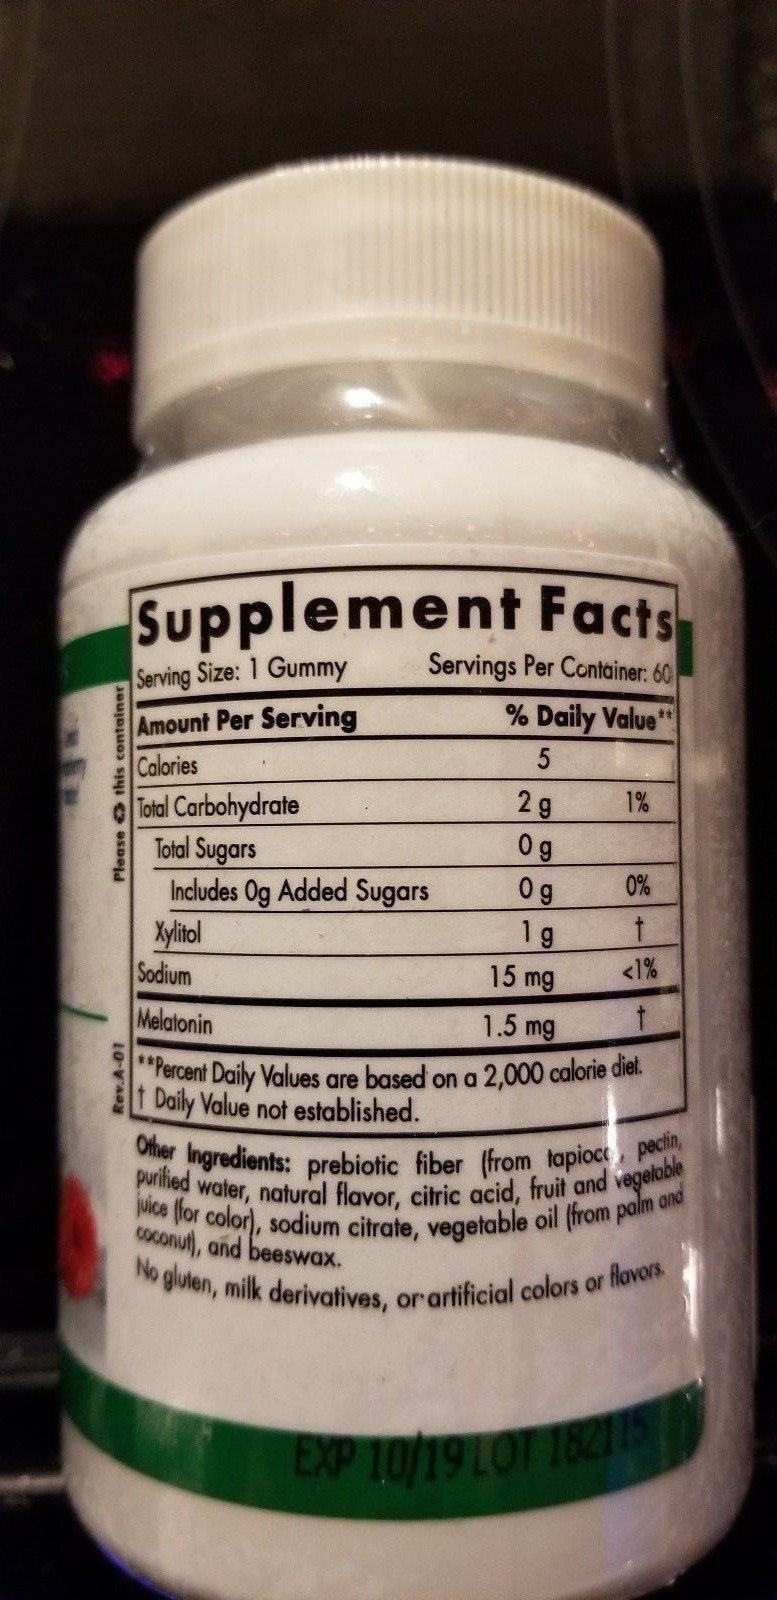 Supplement Facts
Serving Size: 1 Gummy Servings Per Container: 60
Amount Per Serving % Daily Value**
Calories 5
Total Carbohydrate 2 g 1%
Total Sugars 0 g
Includes 0g Added Sugars 0 g 0%
Xylitol 1 g †
Sodium 15 mg <1%
Melatonin 1.5 mg †
**Percent Daily Values are based on a 2,000 calorie diet.
† Daily Value not established.
Other Ingredients: prebiotic fiber (from , pectin,
purified water, natural flavor, citric acid, fruit and vegetable
juice (for color), sodium citrate, vegetable oil (from palm and
coconut), and beeswax.
No gluten, milk derivatives, or artificial colors or flavors.
Please this container
Rev.A-01
EXP 10/19 LOT 182115